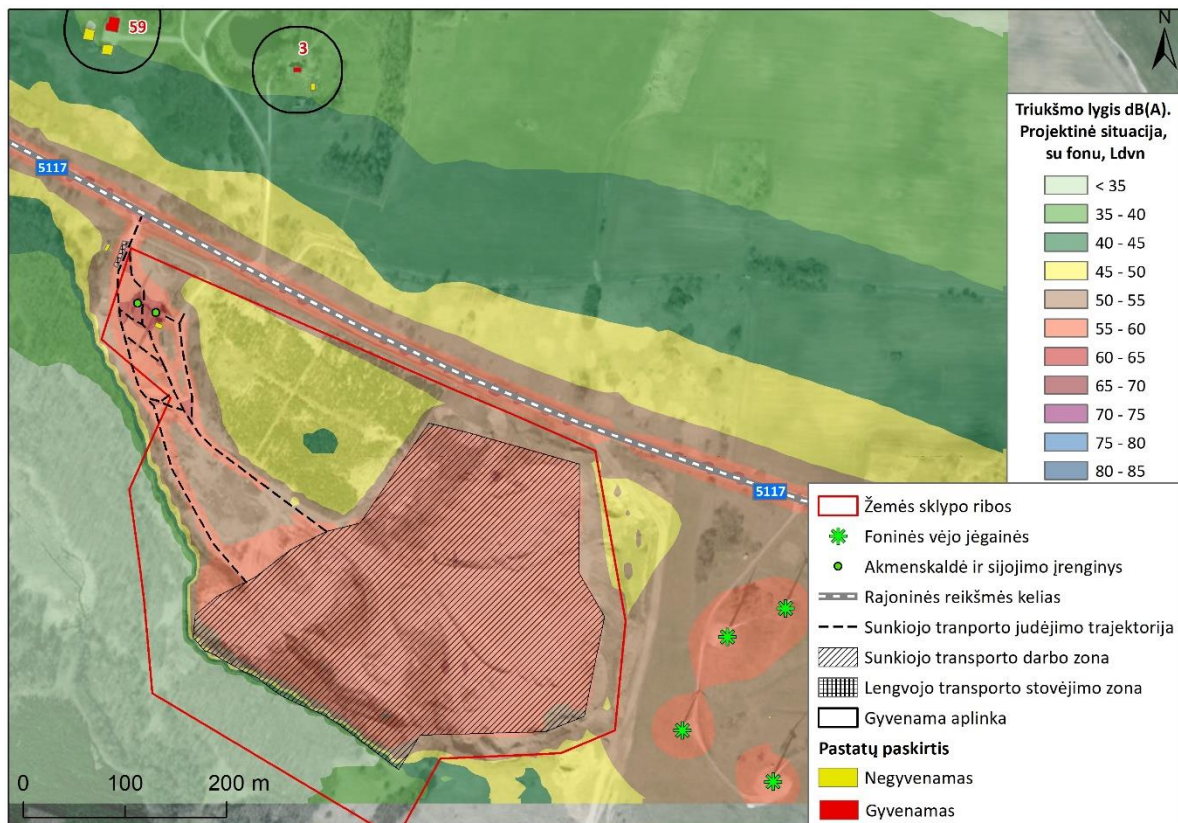 59
3
N
5117
5117
0 100 200 m
Triukšmo lygis dB(A).
Projektinė situacija,
su fonu, Ldvn
< 35
35 - 40
40 - 45
45 - 50
50 - 55
55 - 60
60 - 65
65 - 70
70 - 75
75 - 80
80 - 85
Žemės sklypo ribos
Foninės vėjo jėgainės
Akmenskaldė ir sijojimo įrenginys
Rajoninės reikšmės kelias
Sunkiojo tranporto judėjimo trajektorija
Sunkiojo transporto darbo zona
Lengvojo transporto stovėjimo zona
Gyvenama aplinka
Pastatų paskirtis
Negyvenamas
Gyvenamas